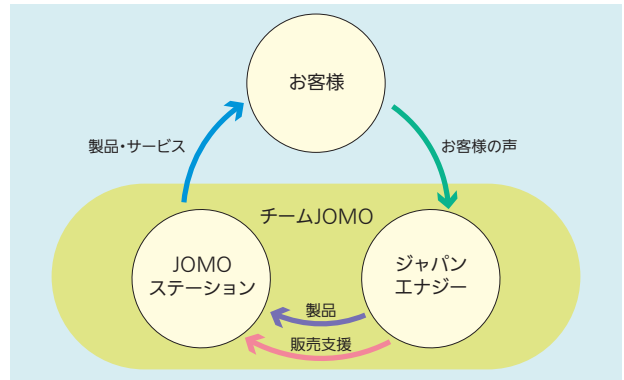 お客様
製品・サービス
お客様の声
チームJOMO
JOMO
ステーション
ジャパン
エナジー
製品
販売支援